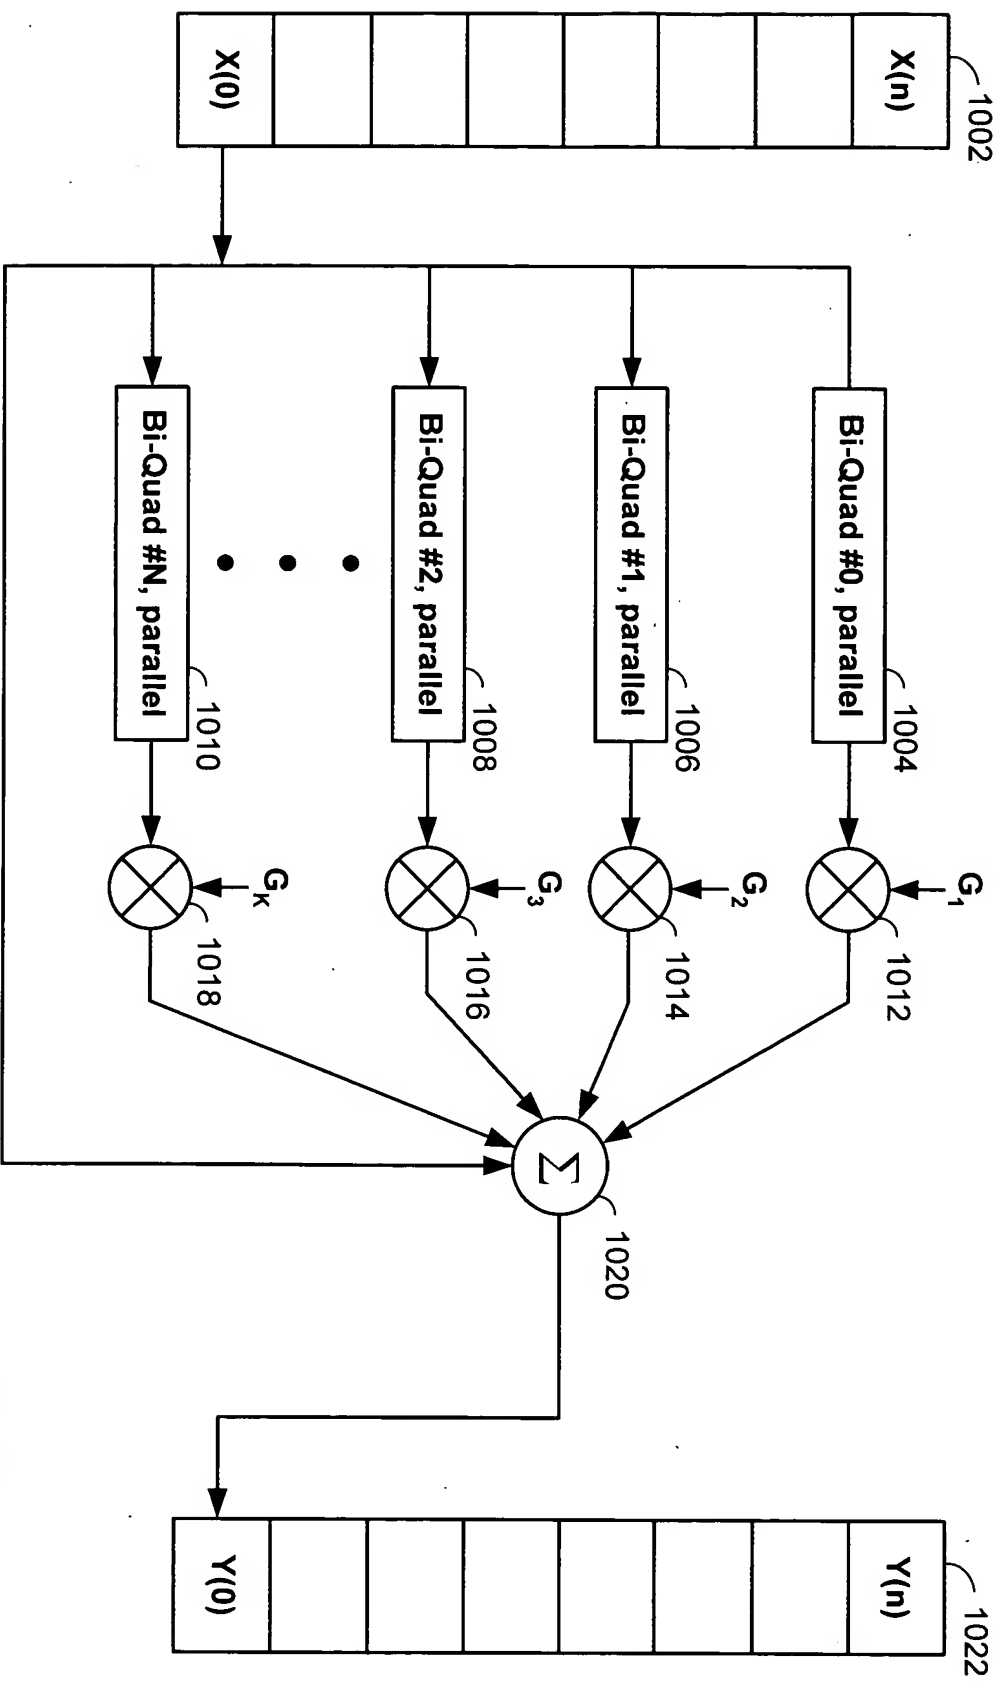 1002
X(n)
X(0)
Bi-Quad #0, parallel
1004
G1
1012
Bi-Quad #1, parallel
1006
G2
1014
Bi-Quad #2, parallel
1008
G3
1016
Bi-Quad #N, parallel
1010
GK
1018
Σ
1020
1022
Y(n)
Y(0)